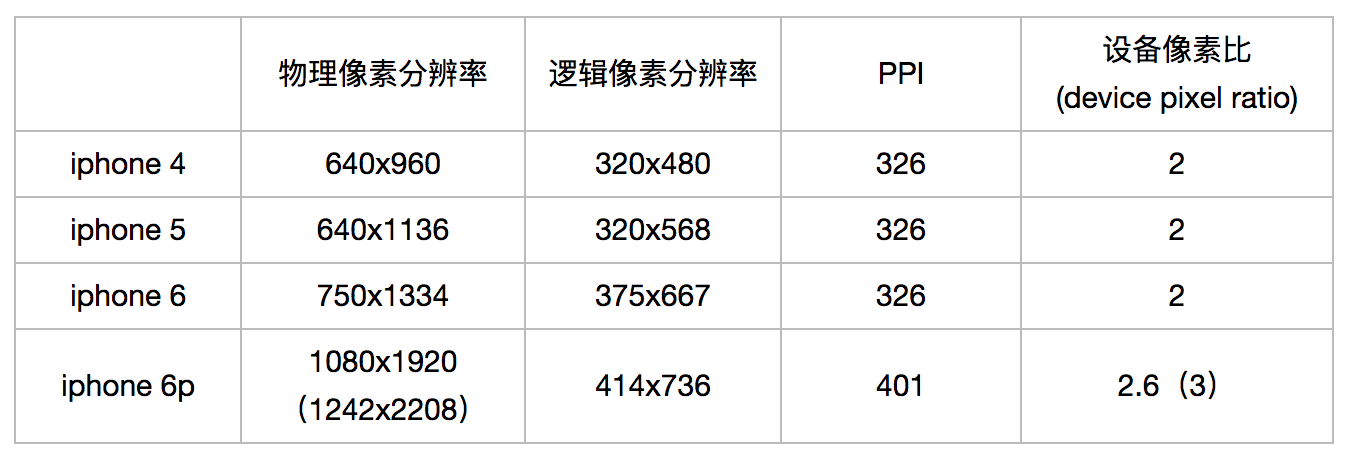 物理像素分辨率 逻辑像素分辨率 PPI 设备像素比
(device pixel ratio)
iphone 4 640x960 320x480 326 2
iphone 5 640x1136 320x568 326 2
iphone 6 750x1334 375x667 326 2
iphone 6p 1080x1920
（1242x2208） 414x736 401 2.6（3）